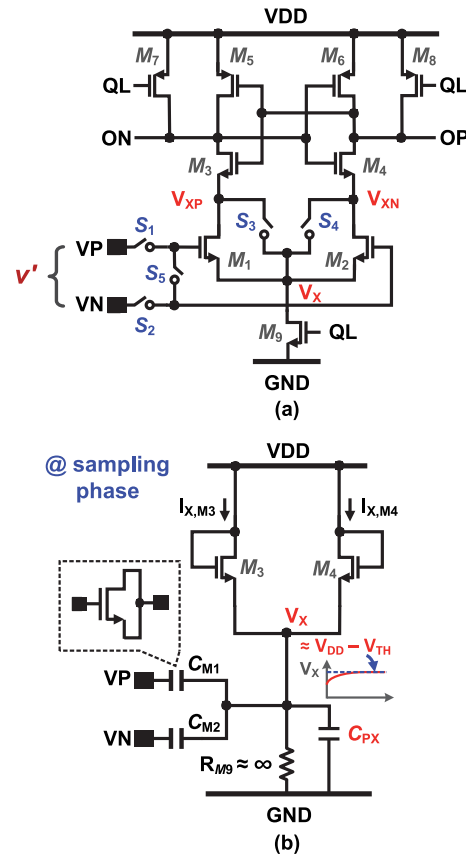 VDD
M7 M5 M6 M8
QL QL
ON OP
M3 M4
VXP VXN
S1 S3 S4
VP M1 M2
v' S5
VN VX
S2 M9 QL
GND
(a)
@ sampling phase
VDD
IX,M3 IX,M4
M3 M4
VX
≈ VDD – VTH
VX
CM1
VP
CM2
VN
RM9 ≈ ∞ CPX
GND
(b)